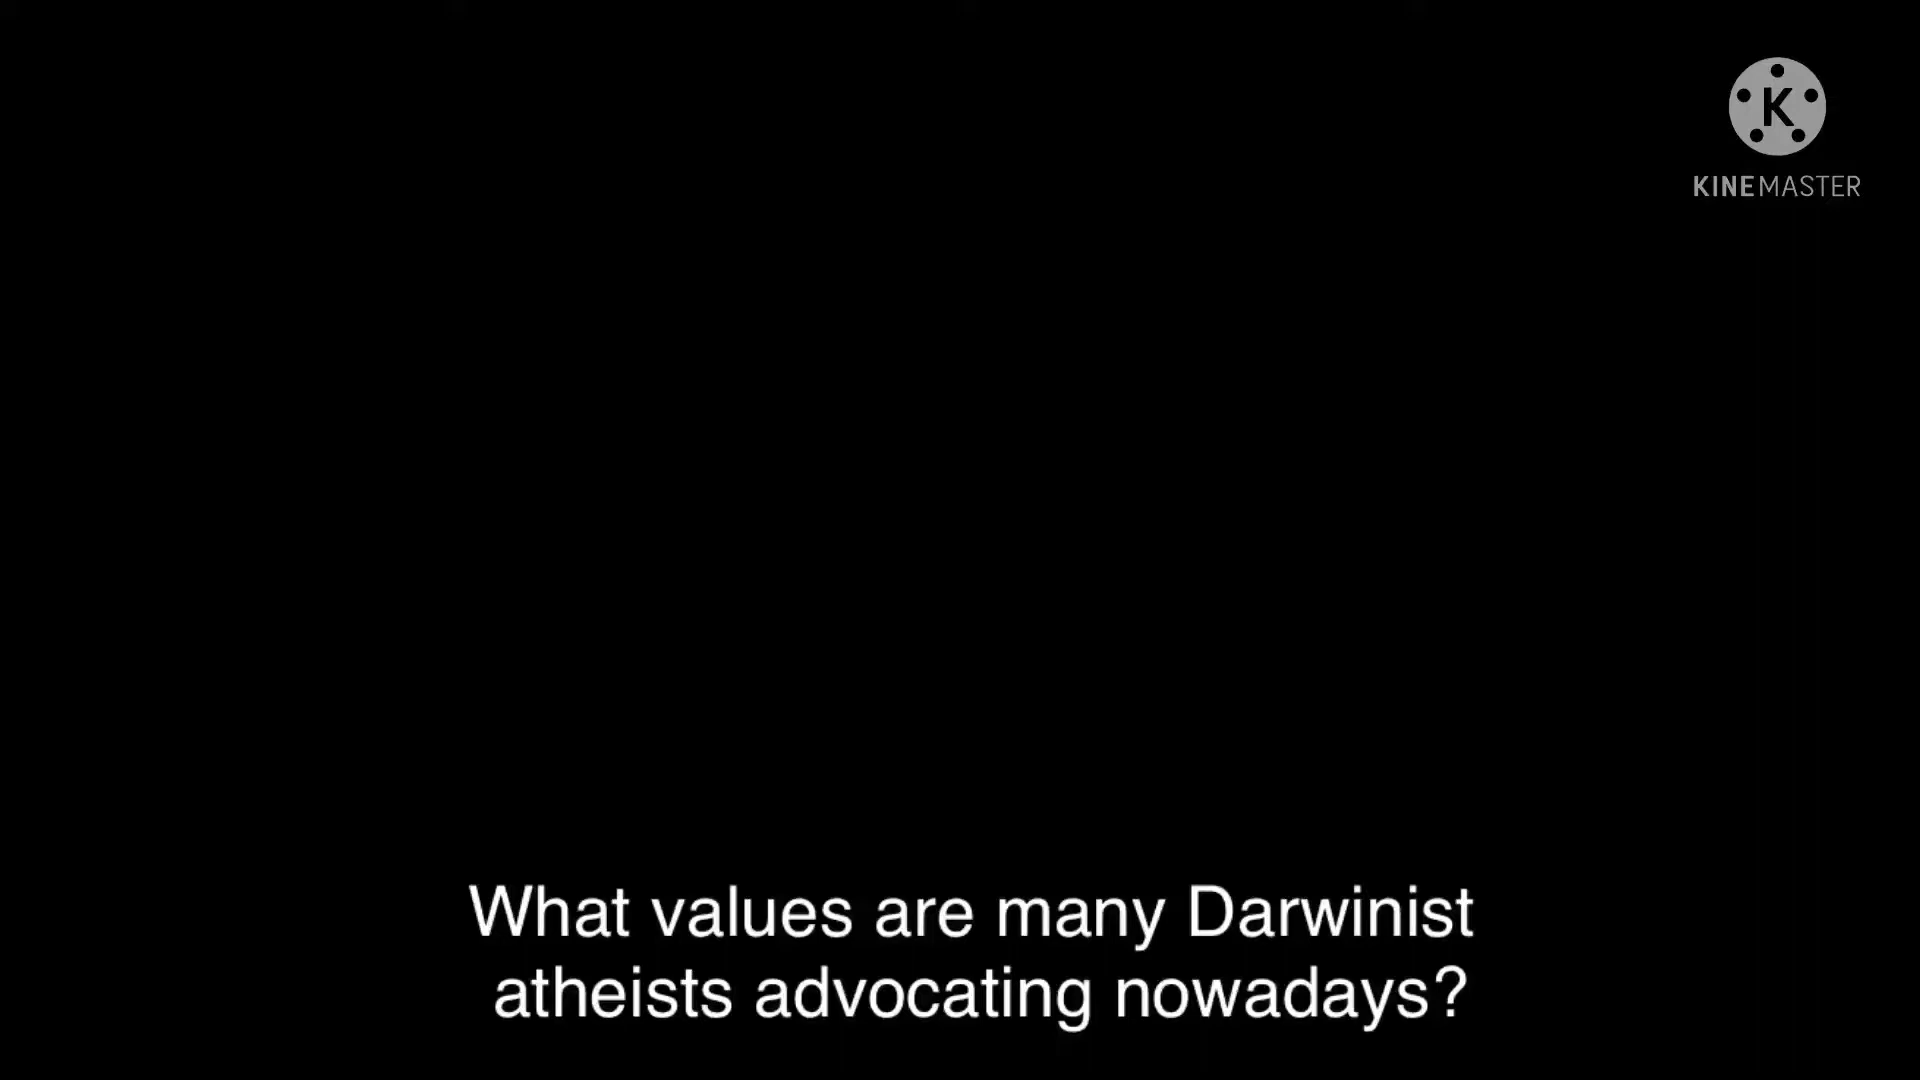 K
KINEMASTER
What values are many Darwinist
atheists advocating nowadays?